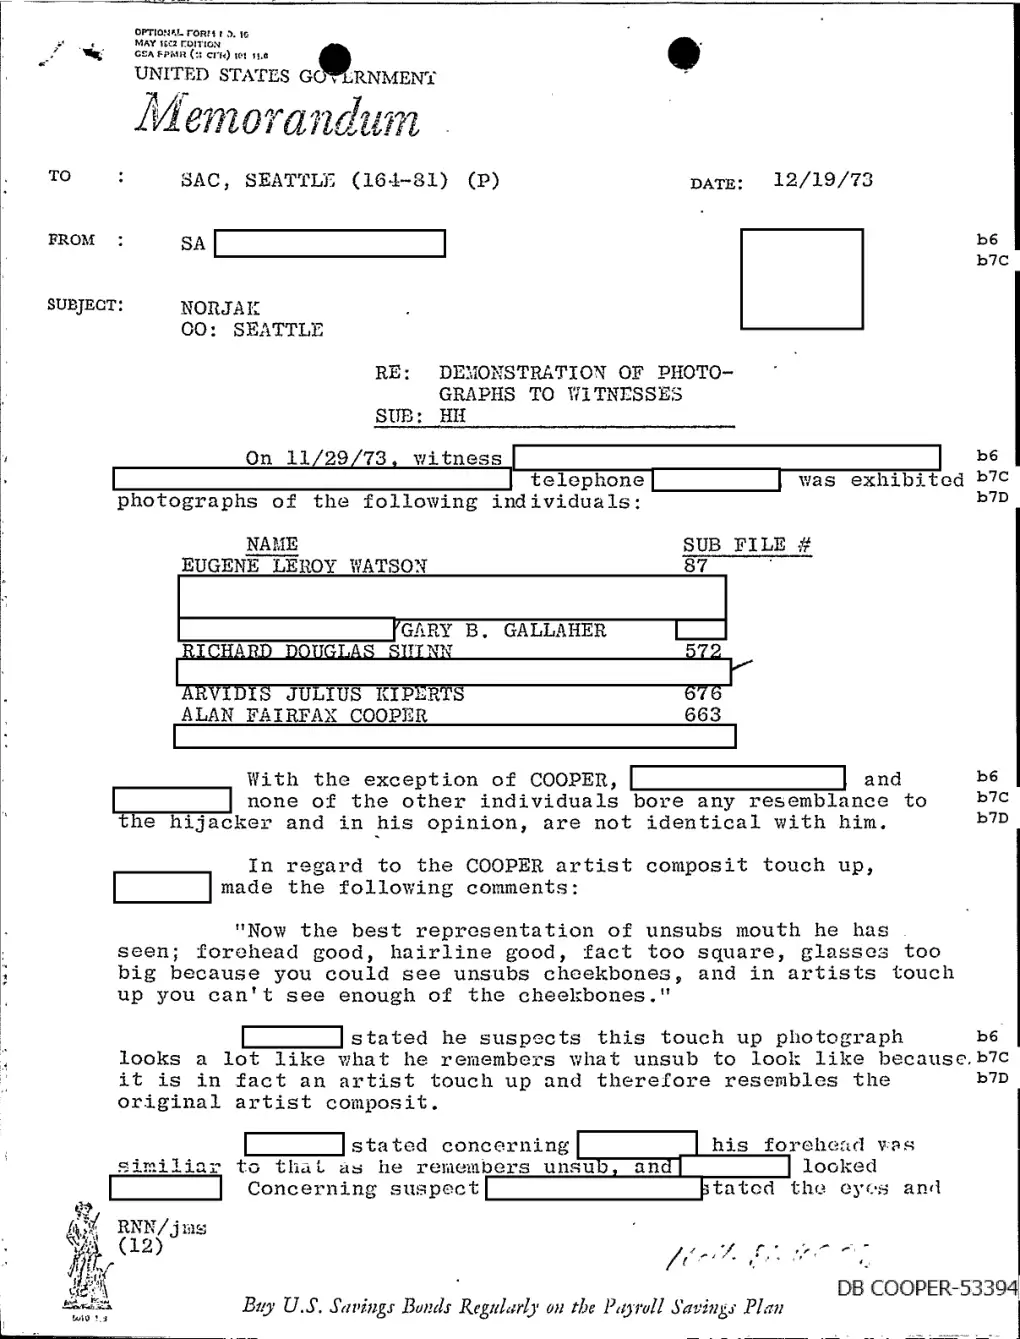 OPTIONAL FORM NO. 10
MAY 1962 EDITION
GSA FPMR (41 CFR) 101-11.6
UNITED STATES GOVERNMENT
Memorandum
TO : SAC, SEATTLE (164-81) (P) DATE: 12/19/73
FROM : SA b6
b7C
SUBJECT: NORJAK
OO: SEATTLE
RE: DEMONSTRATION OF PHOTO-
GRAPHS TO WITNESSES
SUB: HH
On 11/29/73, witness b6
telephone was exhibited b7C
photographs of the following individuals: b7D
NAME SUB FILE #
EUGENE LEROY WATSON 87
/GARY B. GALLAHER
RICHARD DOUGLAS SHINN 572
ARVIDIS JULIUS KIPERTS 676
ALAN FAIRFAX COOPER 663
With the exception of COOPER, and b6
none of the other individuals bore any resemblance to b7C
the hijacker and in his opinion, are not identical with him. b7D
In regard to the COOPER artist composit touch up,
made the following comments:
"Now the best representation of unsubs mouth he has
seen; forehead good, hairline good, fact too square, glasses too
big because you could see unsubs cheekbones, and in artists touch
up you can't see enough of the cheekbones."
stated he suspects this touch up photograph b6
looks a lot like what he remembers what unsub to look like because b7C
it is in fact an artist touch up and therefore resembles the b7D
original artist composit.
stated concerning his forehead was
similiar to that as he remembers unsub, and looked
Concerning suspect stated the eyes and
RNN/jms
(12)
DB COOPER-53394
Buy U.S. Savings Bonds Regularly on the Payroll Savings Plan